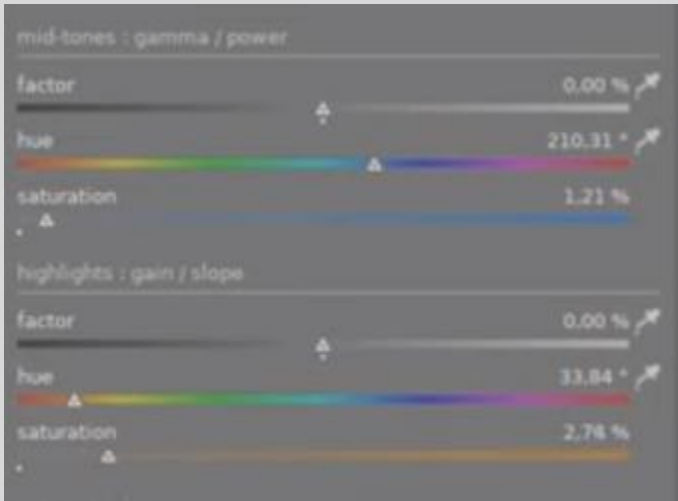 mid-tones : gamma / power
factor 0,00 %
hue 210,31 °
saturation 1,21 %
highlights : gain / slope
factor 0,00 %
hue 33,84 °
saturation 2,78 %